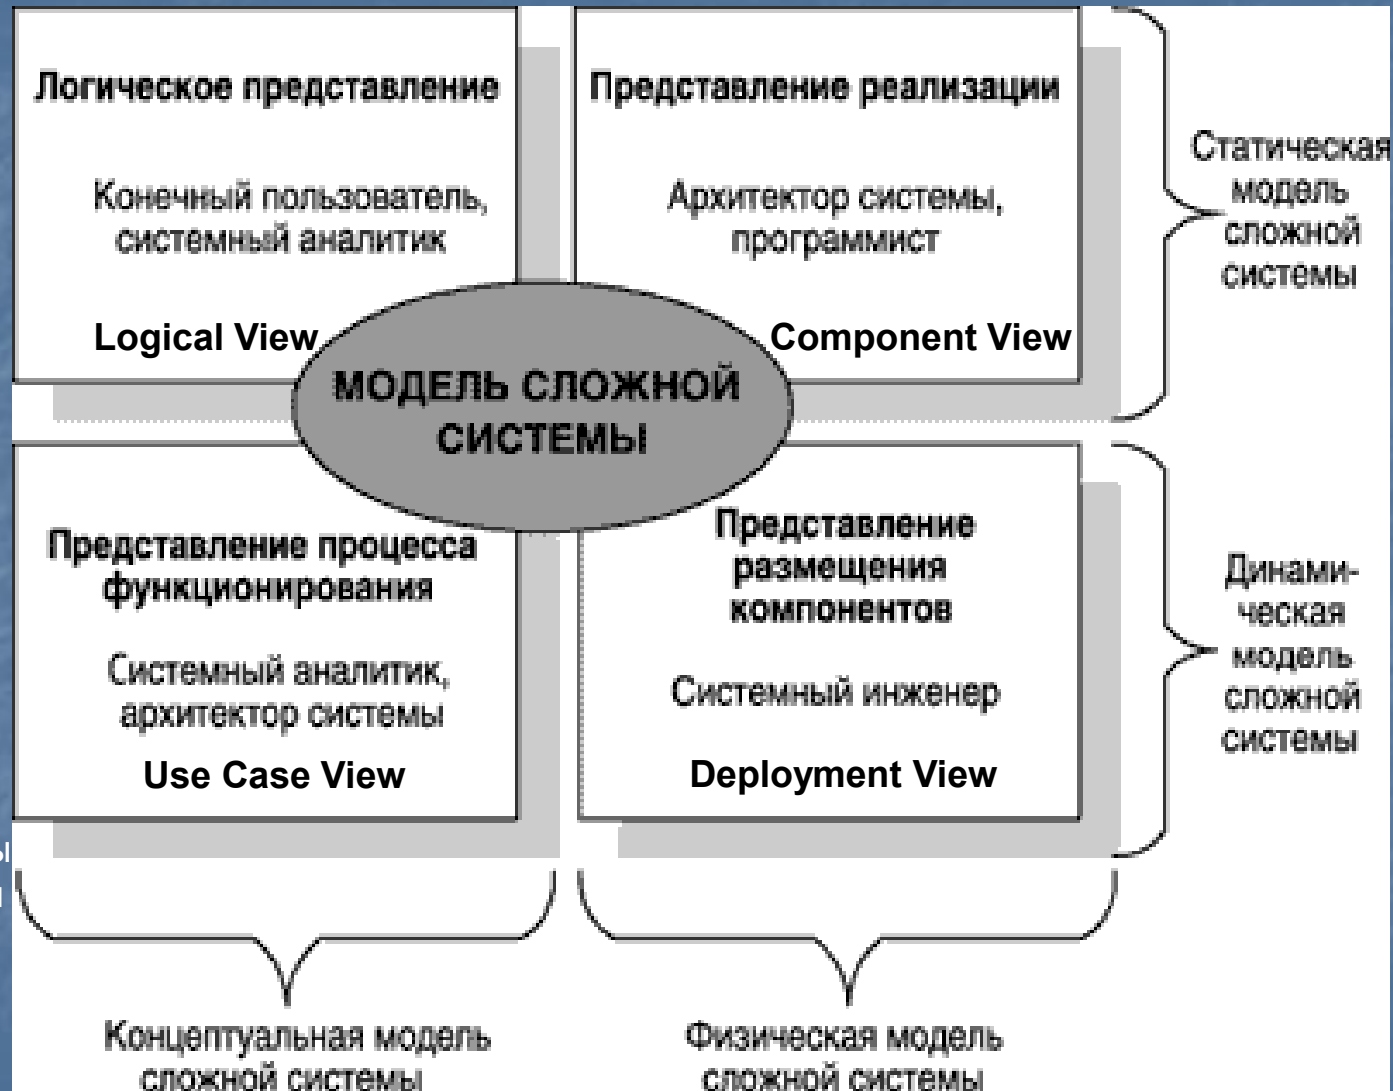 Логическое представление
Конечный пользователь,
системный аналитик
Logical View
Представление реализации
Архитектор системы,
программист
Component View
Статическая
модель
сложной
системы
МОДЕЛЬ СЛОЖНОЙ
СИСТЕМЫ
Представление процесса
функционирования
Системный аналитик,
архитектор системы
Use Case View
Представление
размещения
компонентов
Системный инженер
Deployment View
Динами-
ческая
модель
сложной
системы
Концептуальная модель
сложной системы
Физическая модель
сложной системы